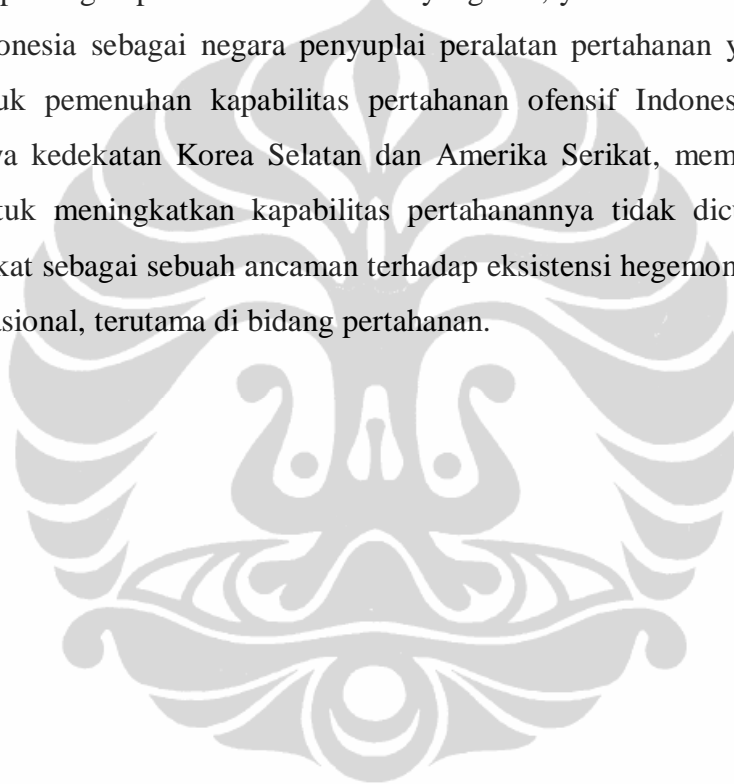 onesia sebagai negara penyuplai peralatan pertahanan y
uk pemenuhan kapabilitas pertahanan ofensif Indones
a kedekatan Korea Selatan dan Amerika Serikat, mem
tuk meningkatkan kapabilitas pertahanannya tidak dic
kat sebagai sebuah ancaman terhadap eksistensi hegemon
asional, terutama di bidang pertahanan.